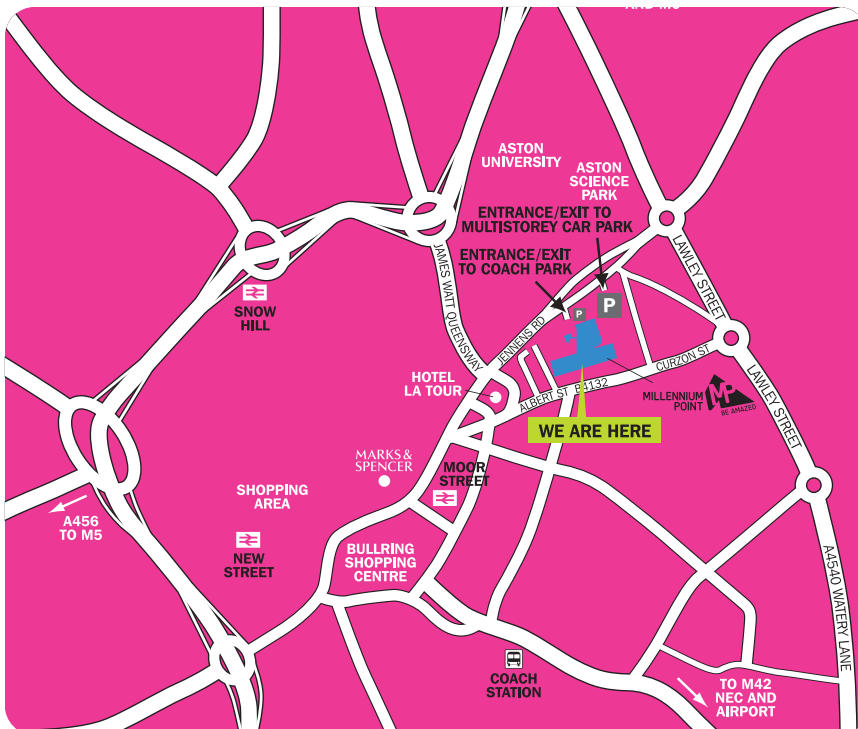 AND M6
ASTON
UNIVERSITY
ASTON
SCIENCE
PARK
ENTRANCE/EXIT TO
MULTISTOREY CAR PARK
ENTRANCE/EXIT
TO COACH PARK
JAMES WATT QUEENSWAY
LAWLEY STREET
SNOW
HILL
P
P
JENNENS RD
CURZON ST
HOTEL
LA TOUR
ALBERT ST B4132
MILLENNIUM
POINT
MP
BE AMAZED
LAWLEY STREET
WE ARE HERE
MARKS &
SPENCER
MOOR
STREET
SHOPPING
AREA
A456
TO M5
NEW
STREET
BULLRING
SHOPPING
CENTRE
A4540 WATERY LANE
COACH
STATION
TO M42
NEC AND
AIRPORT